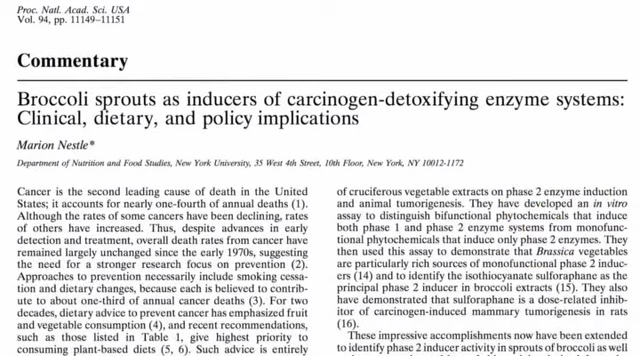 Proc. Natl. Acad. Sci. USA
Vol. 94, pp. 11149–11151
Commentary
Broccoli sprouts as inducers of carcinogen-detoxifying enzyme systems:
Clinical, dietary, and policy implications
Marion Nestle*
Department of Nutrition and Food Studies, New York University, 35 West 4th Street, 10th Floor, New York, NY 10012-1172
Cancer is the second leading cause of death in the United
States; it accounts for nearly one-fourth of annual deaths (1).
Although the rates of some cancers have been declining, rates
of others have increased. Thus, despite advances in early
detection and treatment, overall death rates from cancer have
remained largely unchanged since the early 1970s, suggesting
the need for a stronger research focus on prevention (2).
Approaches to prevention necessarily include smoking cessa-
tion and dietary changes, because each is believed to contrib-
ute to about one-third of annual cancer deaths (3). For two
decades, dietary advice to prevent cancer has emphasized fruit
and vegetable consumption (4), and recent recommendations,
such as those listed in Table 1, give highest priority to
consuming plant-based diets (5, 6). Such advice is entirely
of cruciferous vegetable extracts on phase 2 enzyme induction
and animal tumorigenesis. They have developed an in vitro
assay to distinguish bifunctional phytochemicals that induce
both phase 1 and phase 2 enzyme systems from monofunc-
tional phytochemicals that induce only phase 2 enzymes. They
then used this assay to demonstrate that Brassica vegetables
are particularly rich sources of monofunctional phase 2 induc-
ers (14) and to identify the isothiocyanate sulforaphane as the
principal phase 2 inducer in broccoli extracts (15). They also
have demonstrated that sulforaphane is a dose-related inhib-
itor of carcinogen-induced mammary tumorigenesis in rats
(16).
These impressive accomplishments now have been extended
to identify phase 2 inducer activity in sprouts of broccoli as well